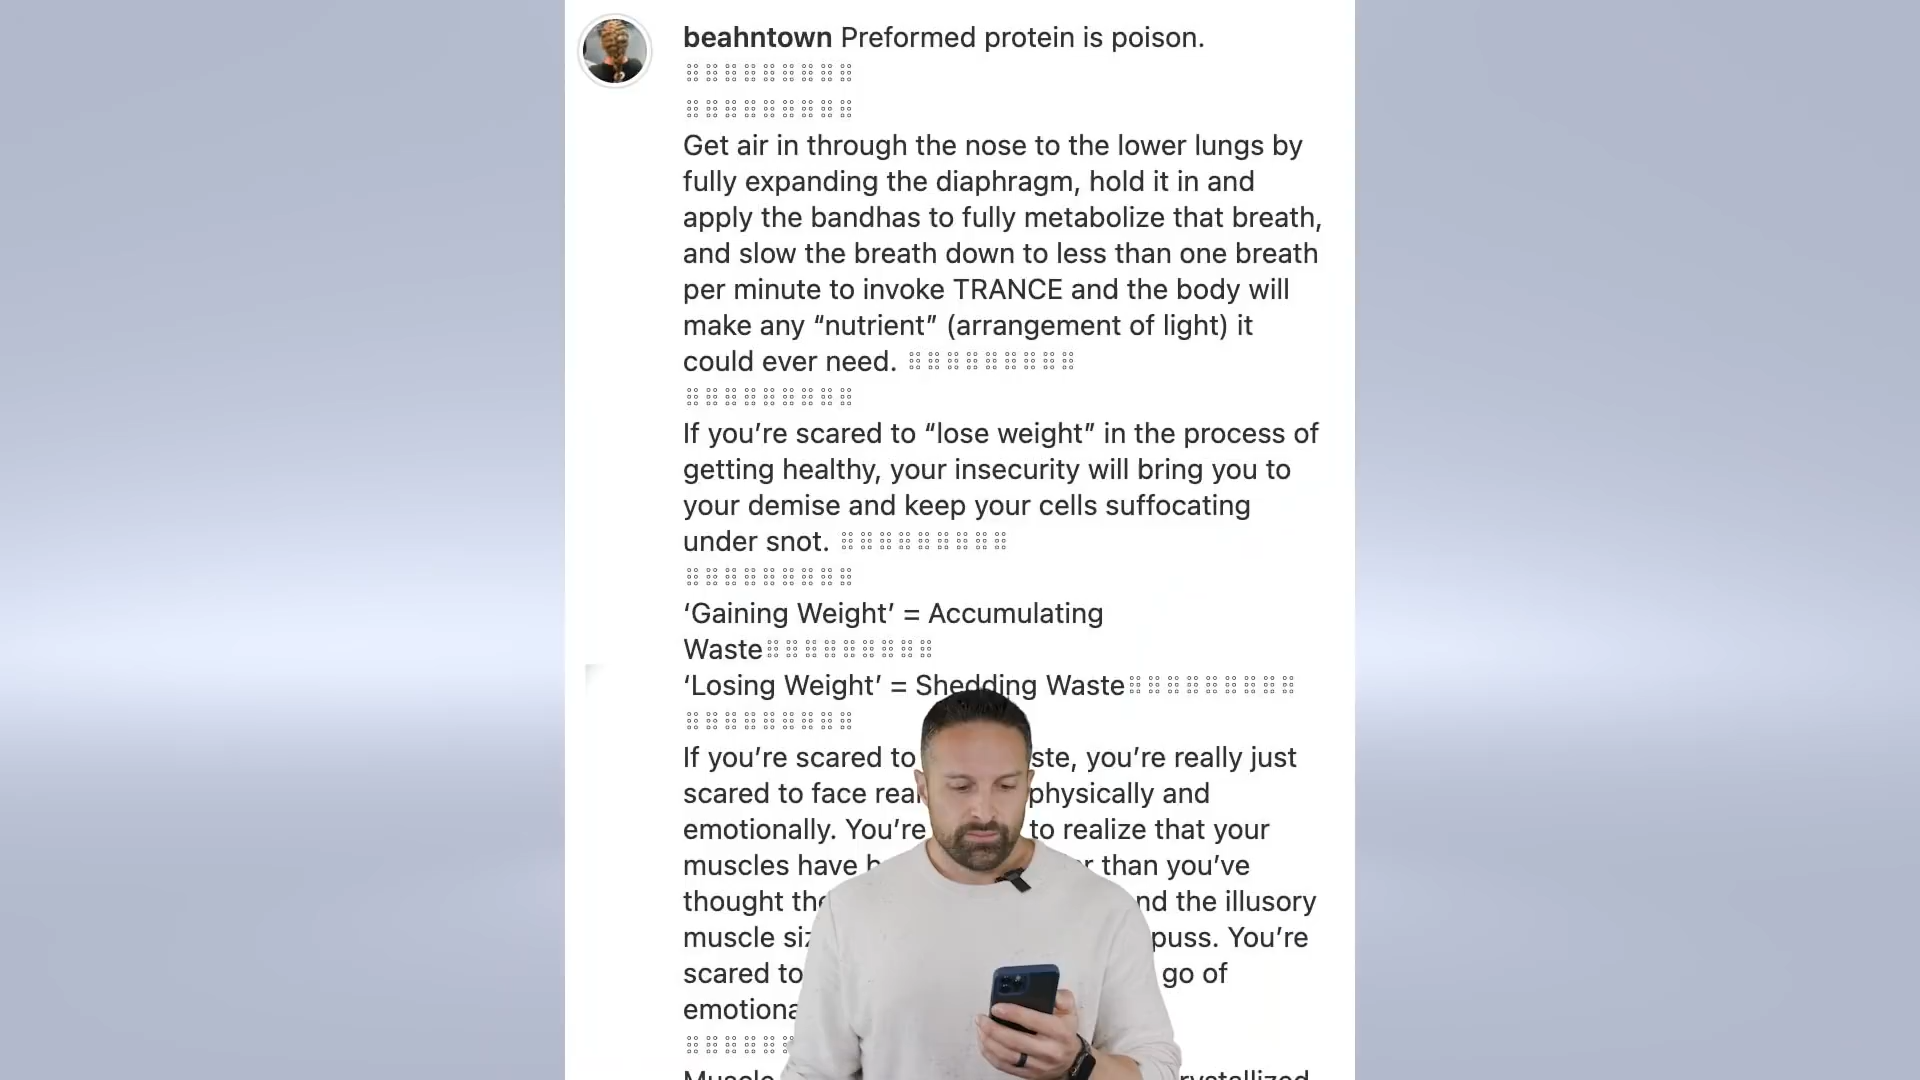 beahntown Preformed protein is poison.
⠿⠿⠿⠿⠿⠿⠿⠿⠿
⠿⠿⠿⠿⠿⠿⠿⠿⠿
Get air in through the nose to the lower lungs by
fully expanding the diaphragm, hold it in and
apply the bandhas to fully metabolize that breath,
and slow the breath down to less than one breath
per minute to invoke TRANCE and the body will
make any “nutrient” (arrangement of light) it
could ever need. ⠿⠿⠿⠿⠿⠿⠿⠿⠿
⠿⠿⠿⠿⠿⠿⠿⠿⠿
If you’re scared to “lose weight” in the process of
getting healthy, your insecurity will bring you to
your demise and keep your cells suffocating
under snot. ⠿⠿⠿⠿⠿⠿⠿⠿⠿
⠿⠿⠿⠿⠿⠿⠿⠿⠿
‘Gaining Weight’ = Accumulating
Waste⠿⠿⠿⠿⠿⠿⠿⠿⠿
‘Losing Weight’ = Shedding Waste⠿⠿⠿⠿⠿⠿⠿⠿⠿
⠿⠿⠿⠿⠿⠿⠿⠿⠿
If you’re scared to you’re really just
scared to face physically and
emotionally. You’re to realize that your
muscles have than you’ve
thought and the illusory
muscle puss. You’re
scared to go of
⠿⠿⠿⠿⠿